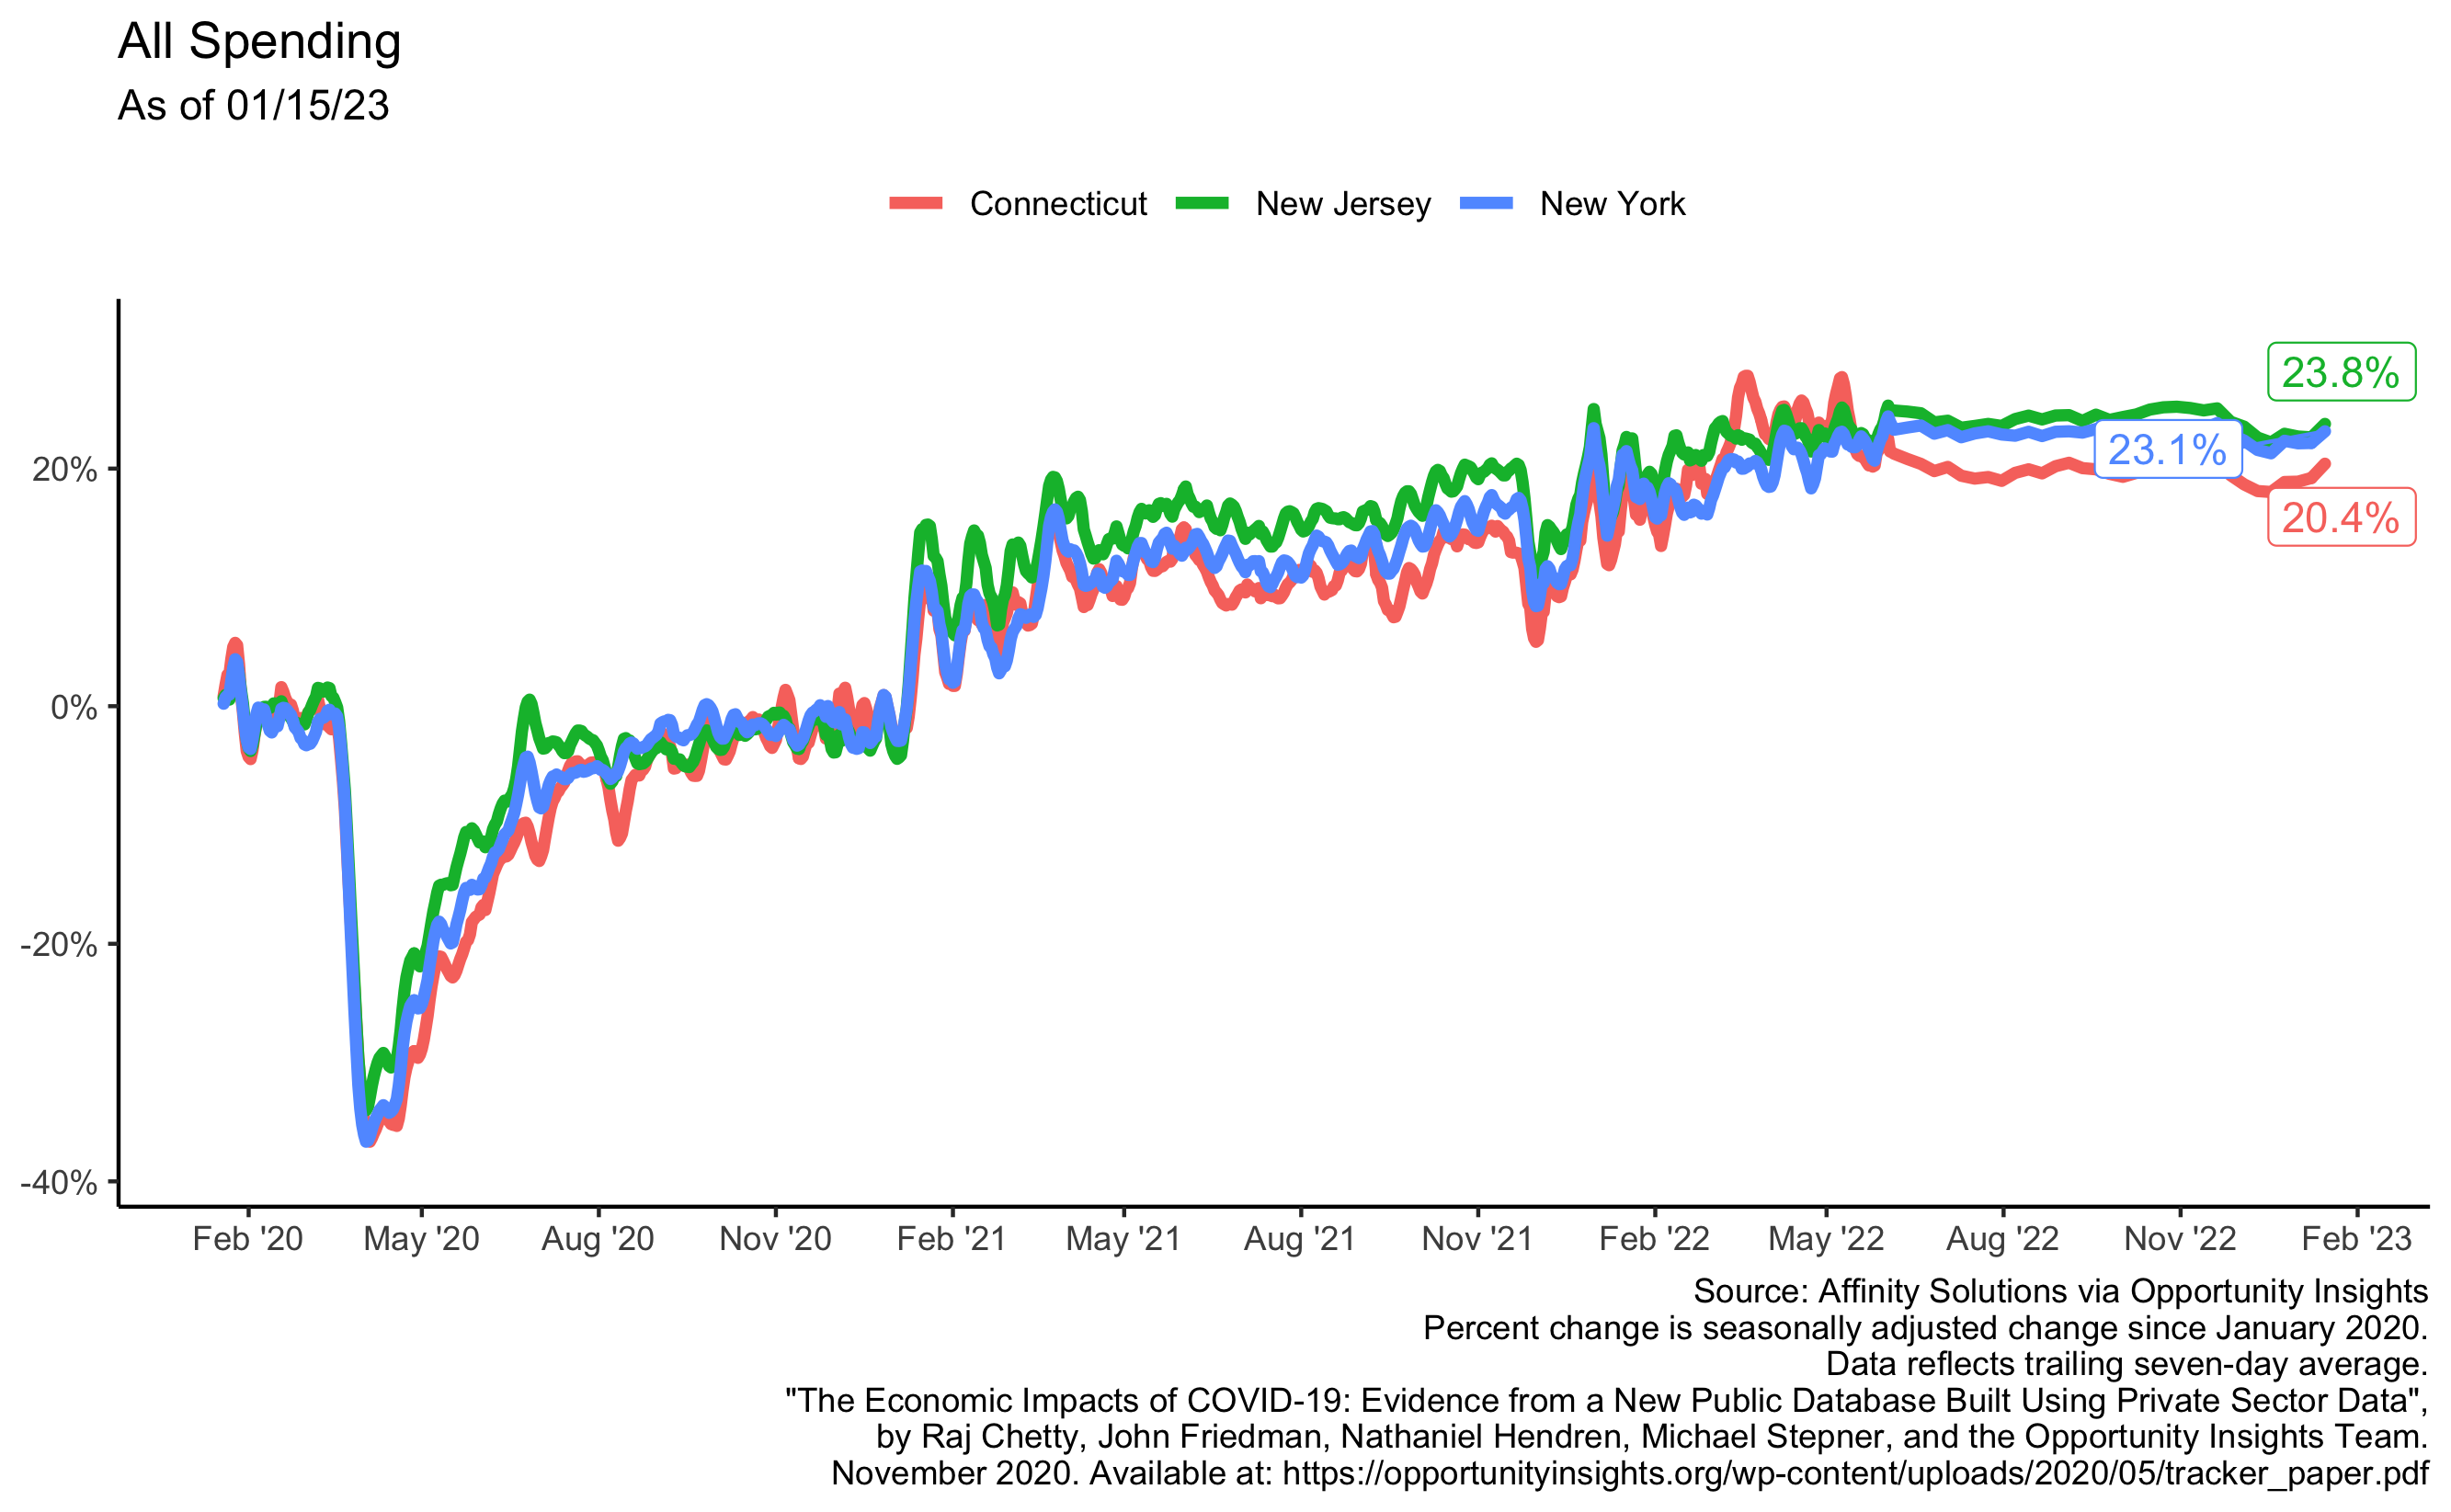 All Spending
As of 01/15/23
Connecticut New Jersey New York
23.8%
23.1%
20.4%
20%
0%
-20%
-40%
Feb '20 May '20 Aug '20 Nov '20 Feb '21 May '21 Aug '21 Nov '21 Feb '22 May '22 Aug '22 Nov '22 Feb '23
Source: Affinity Solutions via Opportunity Insights
Percent change is seasonally adjusted change since January 2020.
Data reflects trailing seven-day average.
"The Economic Impacts of COVID-19: Evidence from a New Public Database Built Using Private Sector Data",
by Raj Chetty, John Friedman, Nathaniel Hendren, Michael Stepner, and the Opportunity Insights Team.
November 2020. Available at: https://opportunityinsights.org/wp-content/uploads/2020/05/tracker_paper.pdf